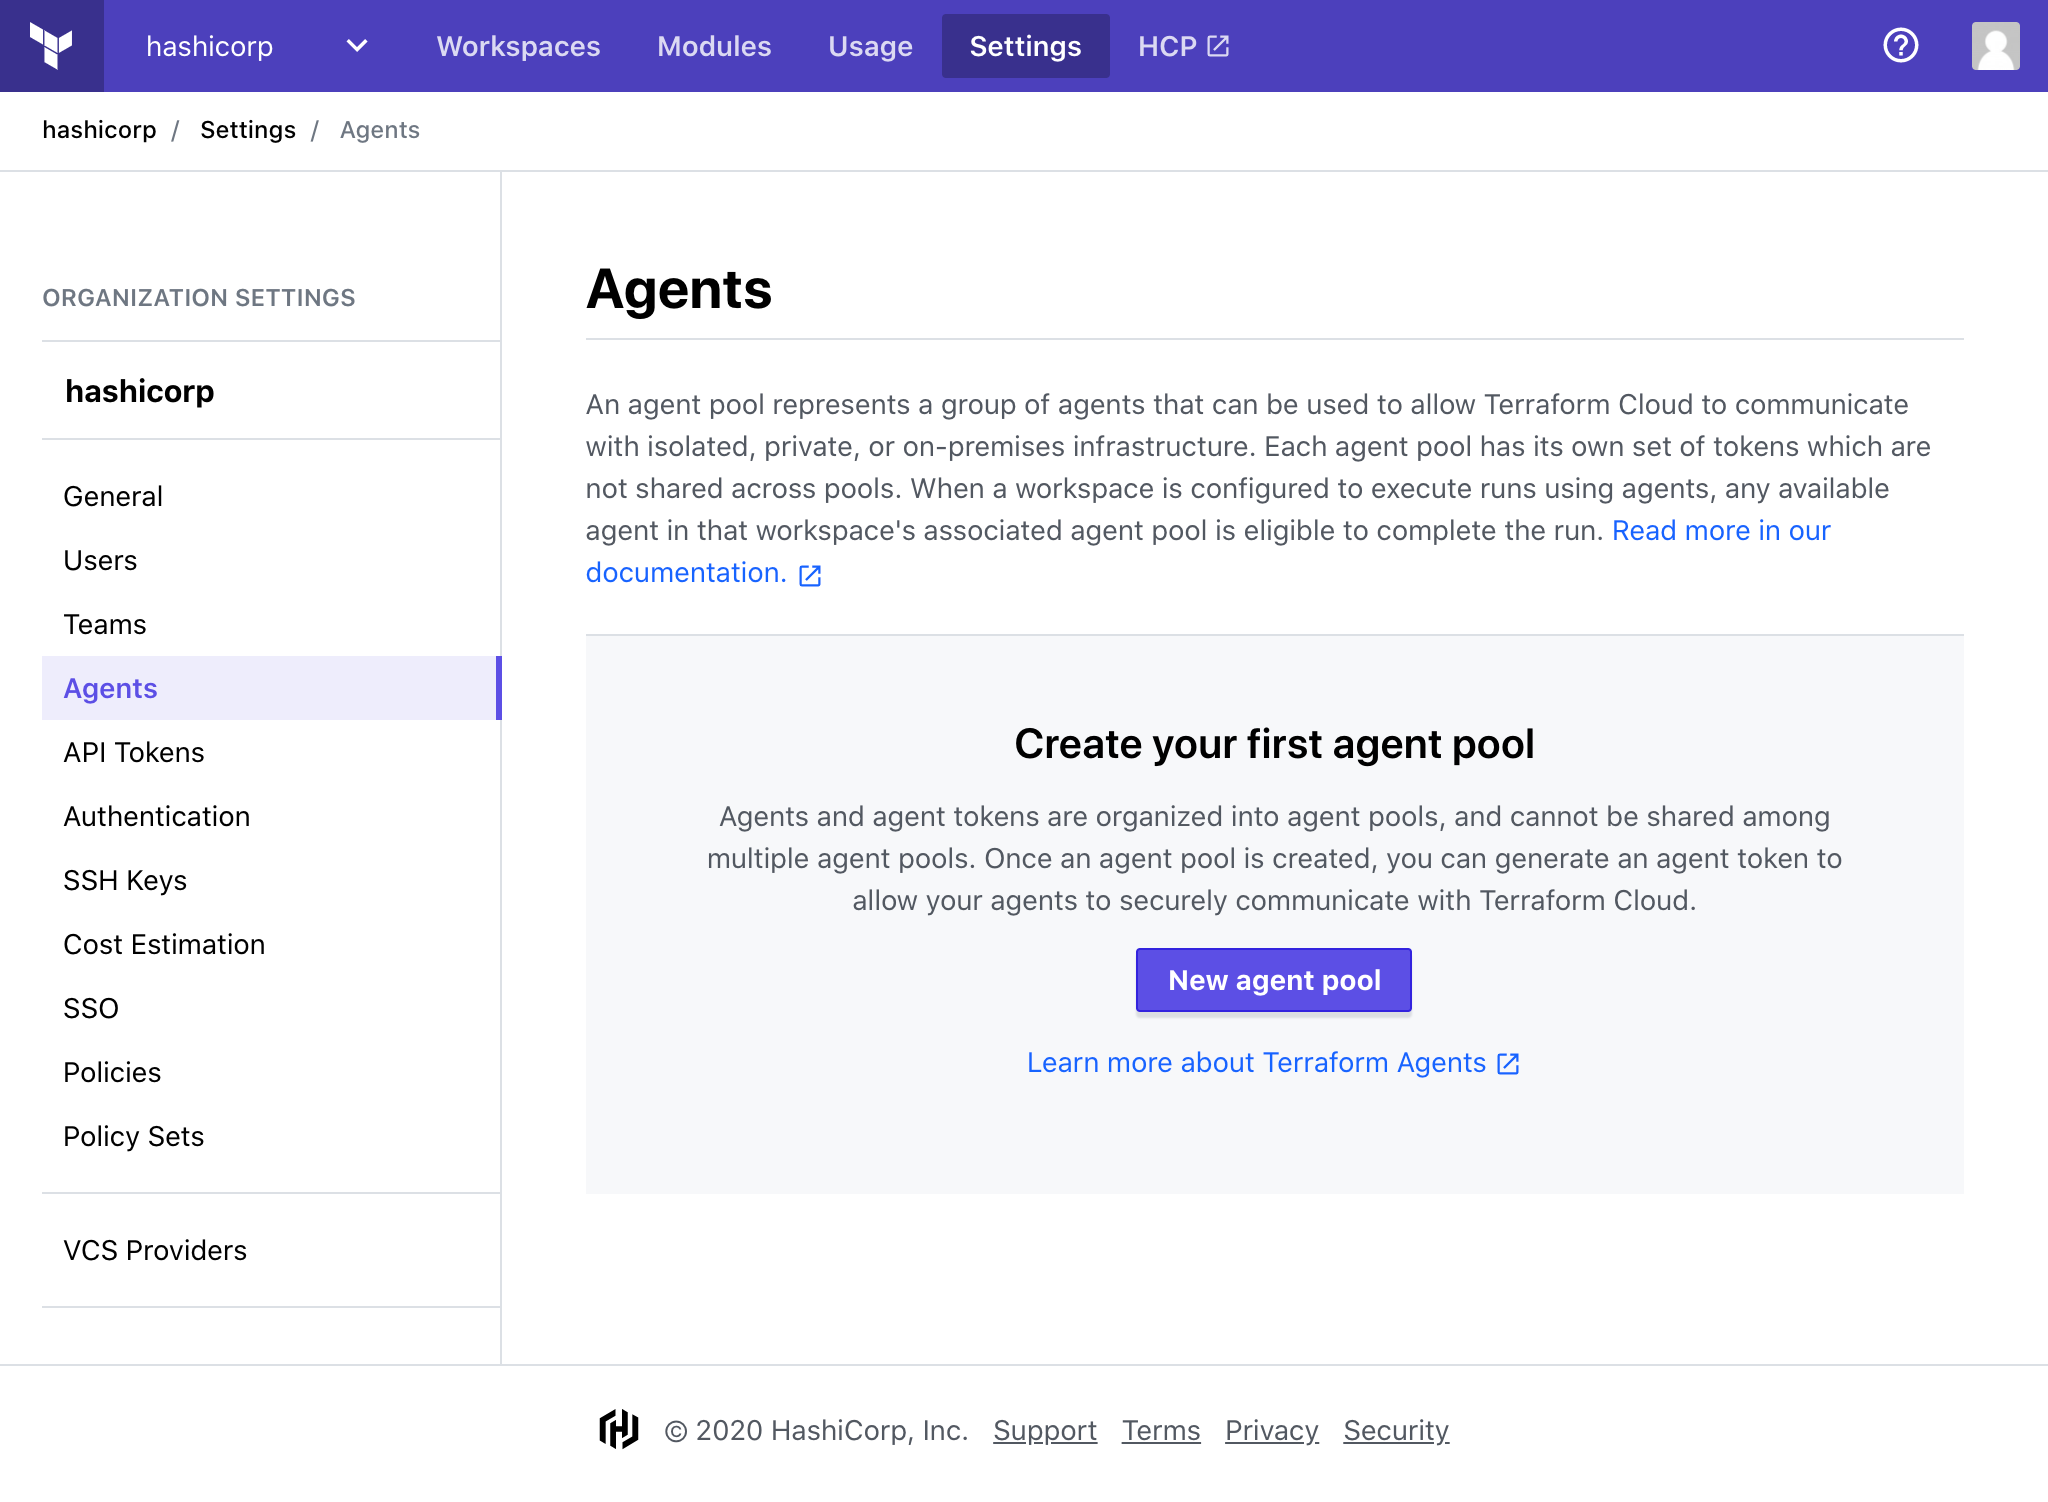 hashicorp Workspaces Modules Usage Settings HCP
hashicorp / Settings / Agents
ORGANIZATION SETTINGS
hashicorp
General
Users
Teams
Agents
API Tokens
Authentication
SSH Keys
Cost Estimation
SSO
Policies
Policy Sets
VCS Providers
Agents
An agent pool represents a group of agents that can be used to allow Terraform Cloud to communicate
with isolated, private, or on-premises infrastructure. Each agent pool has its own set of tokens which are
not shared across pools. When a workspace is configured to execute runs using agents, any available
agent in that workspace's associated agent pool is eligible to complete the run. Read more in our
documentation.
Create your first agent pool
Agents and agent tokens are organized into agent pools, and cannot be shared among
multiple agent pools. Once an agent pool is created, you can generate an agent token to
allow your agents to securely communicate with Terraform Cloud.
New agent pool
Learn more about Terraform Agents
© 2020 HashiCorp, Inc. Support Terms Privacy Security